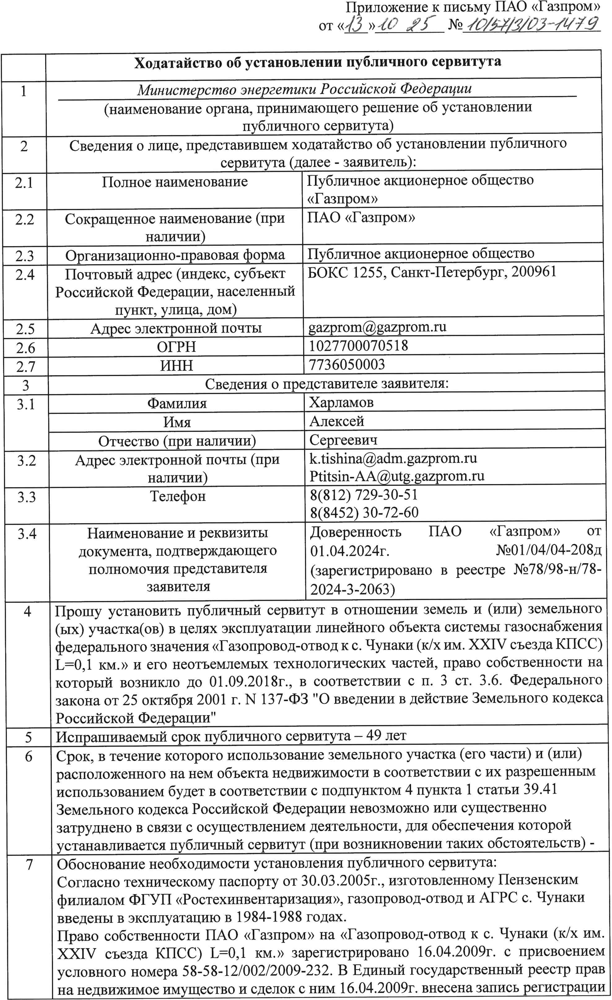 Приложение к письму ПАО «Газпром»
от «13» 10 25 № 10/57/3/03-1479
Ходатайство об установлении публичного сервитута
1 Министерство энергетики Российской Федерации
(наименование органа, принимающего решение об установлении
публичного сервитута)
2 Сведения о лице, представившем ходатайство об установлении публичного
сервитута (далее - заявитель):
2.1 Полное наименование Публичное акционерное общество
«Газпром»
2.2 Сокращенное наименование (при ПАО «Газпром»
наличии)
2.3 Организационно-правовая форма Публичное акционерное общество
2.4 Почтовый адрес (индекс, субъект БОКС 1255, Санкт-Петербург, 200961
Российской Федерации, населенный
пункт, улица, дом)
2.5 Адрес электронной почты gazprom@gazprom.ru
2.6 ОГРН 1027700070518
2.7 ИНН 7736050003
3 Сведения о представителе заявителя:
3.1 Фамилия Харламов
Имя Алексей
Отчество (при наличии) Сергеевич
3.2 Адрес электронной почты (при k.tishina@adm.gazprom.ru
наличии) Ptitsin-AA@utg.gazprom.ru
3.3 Телефон 8(812) 729-30-51
8(8452) 30-72-60
3.4 Наименование и реквизиты Доверенность ПАО «Газпром» от
документа, подтверждающего 01.04.2024г. №01/04/04-208д
полномочия представителя (зарегистрировано в реестре №78/98-н/78-
заявителя 2024-3-2063)
4 Прошу установить публичный сервитут в отношении земель и (или) земельного
(ых) участка(ов) в целях эксплуатации линейного объекта системы газоснабжения
федерального значения «Газопровод-отвод к с. Чунаки (к/х им. XXIV съезда КПСС)
L=0,1 км.» и его неотъемлемых технологических частей, право собственности на
который возникло до 01.09.2018г., в соответствии с п. 3 ст. 3.6. Федерального
закона от 25 октября 2001 г. N 137-ФЗ "О введении в действие Земельного кодекса
Российской Федерации"
5 Испрашиваемый срок публичного сервитута – 49 лет
6 Срок, в течение которого использование земельного участка (его части) и (или)
расположенного на нем объекта недвижимости в соответствии с их разрешенным
использованием будет в соответствии с подпунктом 4 пункта 1 статьи 39.41
Земельного кодекса Российской Федерации невозможно или существенно
затруднено в связи с осуществлением деятельности, для обеспечения которой
устанавливается публичный сервитут (при возникновении таких обстоятельств) -
7 Обоснование необходимости установления публичного сервитута:
Согласно техническому паспорту от 30.03.2005г., изготовленному Пензенским
филиалом ФГУП «Ростехинвентаризация», газопровод-отвод и АГРС с. Чунаки
введены в эксплуатацию в 1984-1988 годах.
Право собственности ПАО «Газпром» на «Газопровод-отвод к с. Чунаки (к/х им.
XXIV съезда КПСС) L=0,1 км.» зарегистрировано 16.04.2009г. с присвоением
условного номера 58-58-12/002/2009-232. В Единый государственный реестр прав
на недвижимое имущество и сделок с ним 16.04.2009г. внесена запись регистрации